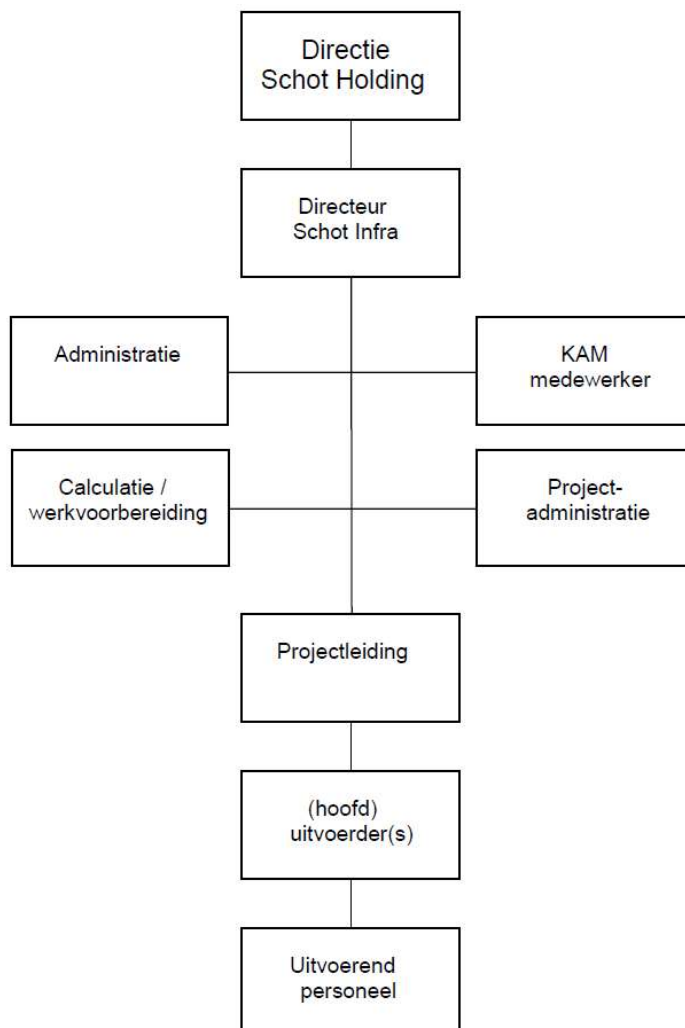 Directie
Schot Holding
Directeur
Schot Infra
Administratie
KAM
medewerker
Calculatie /
werkvoorbereiding
Project-
administratie
Projectleiding
(hoofd)
uitvoerder(s)
Uitvoerend
personeel